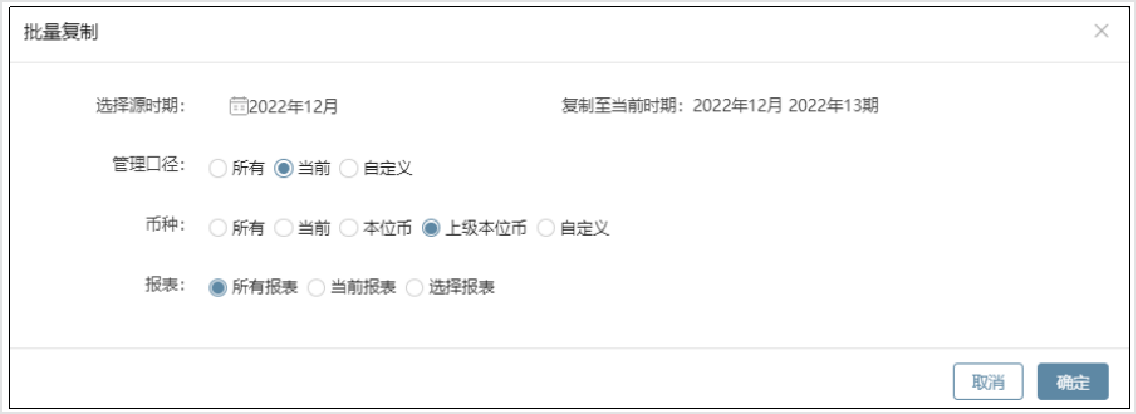 批量复制
选择源时期： 2022年12月 复制至当前时期：2022年12月 2022年13期
管理口径： 所有 当前 自定义
币种： 所有 当前 本位币 上级本位币 自定义
报表： 所有报表 当前报表 选择报表
取消 确定